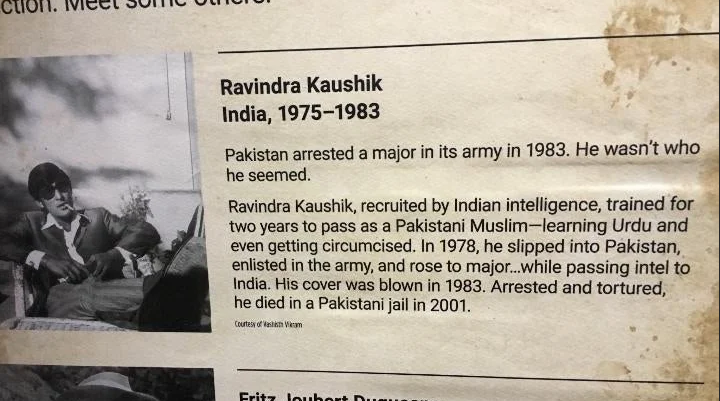 ction. Meet some others.
Ravindra Kaushik
India, 1975–1983
Pakistan arrested a major in its army in 1983. He wasn't who
he seemed.
Ravindra Kaushik, recruited by Indian intelligence, trained for
two years to pass as a Pakistani Muslim—learning Urdu and
even getting circumcised. In 1978, he slipped into Pakistan,
enlisted in the army, and rose to major...while passing intel to
India. His cover was blown in 1983. Arrested and tortured,
he died in a Pakistani jail in 2001.
Courtesy of Vashisth Vikram
Fritz Joubert